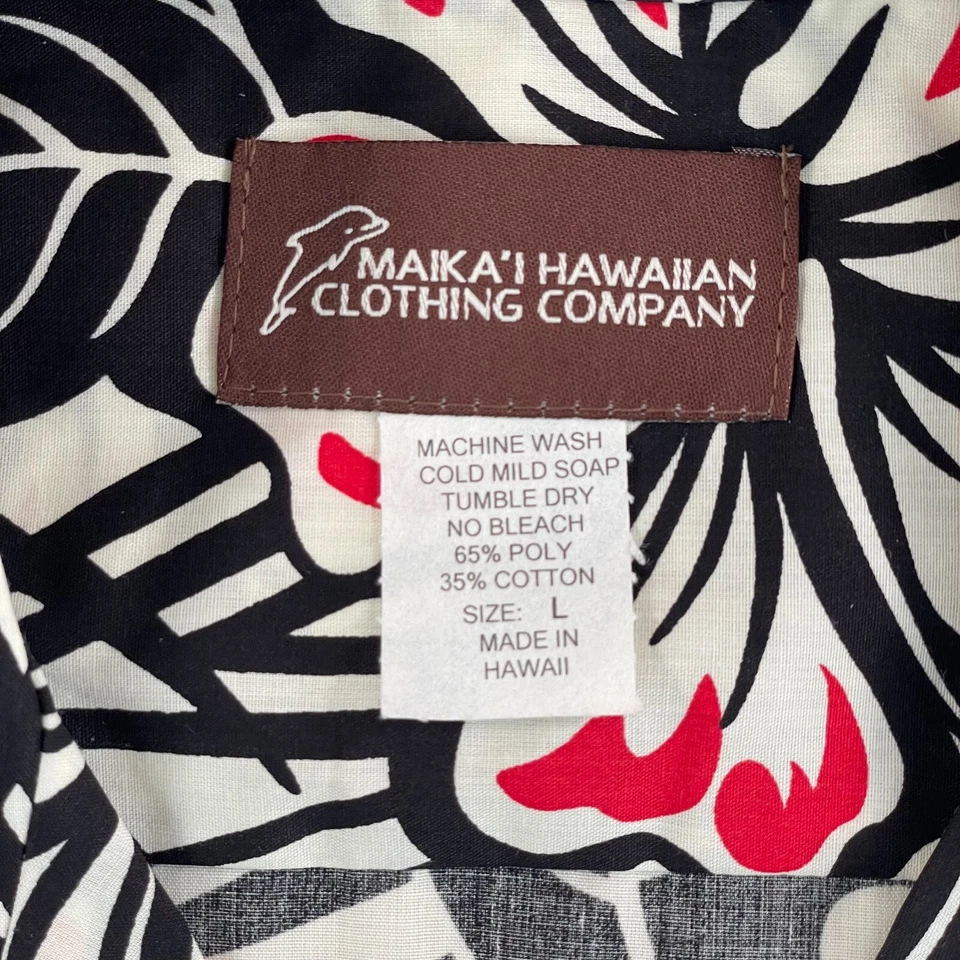 MAIKA'I HAWAIIAN
CLOTHING COMPANY
MACHINE WASH
COLD MILD SOAP
TUMBLE DRY
NO BLEACH
65% POLY
35% COTTON
SIZE: L
MADE IN
HAWAII